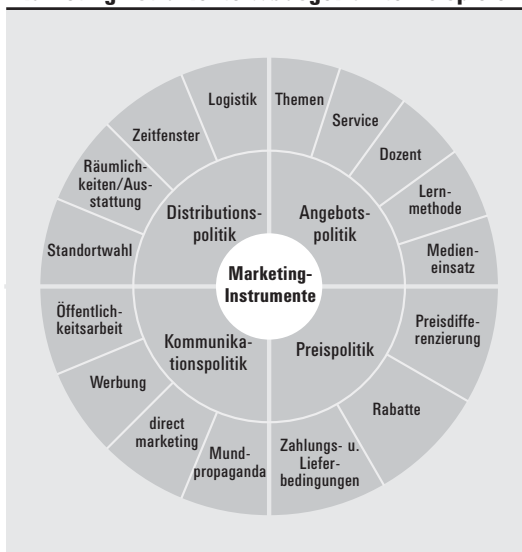 Marketing-
Instrumente
Angebots-
politik
Themen
Service
Dozent
Lern-
methode
Medien-
einsatz
Preispolitik
Preisdiffe-
renzierung
Rabatte
Zahlungs- u.
Liefer-
bedingungen
Kommunika-
tionspolitik
Mund-
propaganda
direct
marketing
Werbung
Öffentlich-
keitsarbeit
Distributions-
politik
Standortwahl
Räumlich-
keiten/Aus-
stattung
Zeitfenster
Logistik